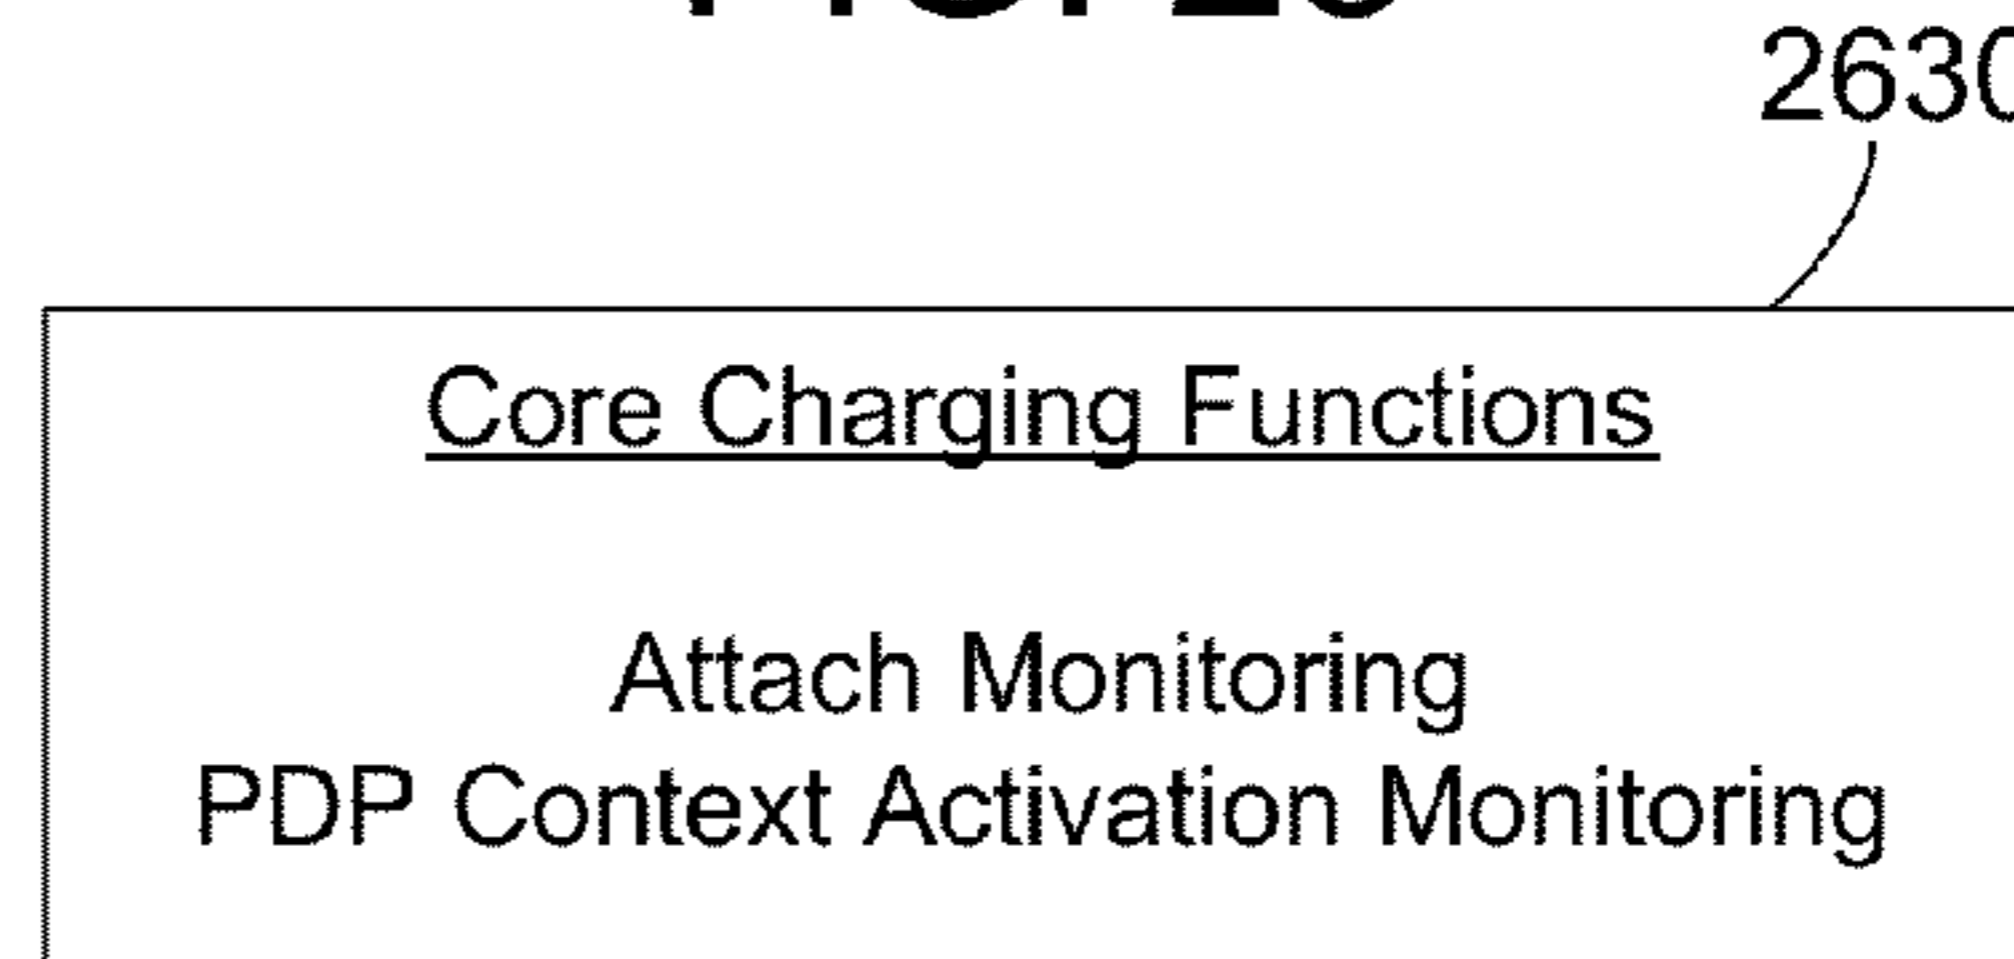 2630
Core Charging Functions
Attach Monitoring
PDP Context Activation Monitoring